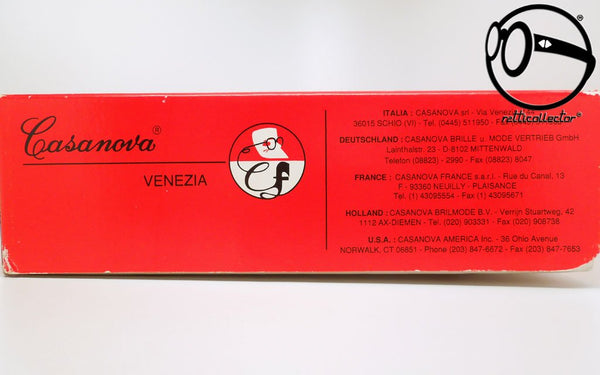 Casanova®
VENEZIA
Cf
ITALIA : CASANOVA srl - Via Venezia
36015 SCHIO (VI) - Tel. (0445) 511950 - Fax
DEUTSCHLAND : CASANOVA BRILLE u. MODE VERTRIEB GmbH
Lainthalstr. 23 - D-8102 MITTENWALD
Telefon (08823) - 2990 - Fax (08823) 8047
FRANCE : CASANOVA FRANCE s.a.r.l. - Rue du Canal, 13
F - 93360 NEUILLY - PLAISANCE
Tel. (1) 43095554 - Fax (1) 43095671
HOLLAND : CASANOVA BRILMODE B.V. - Verrijn Stuartweg, 42
1112 AX-DIEMEN - Tel. (020) 903331 - Fax (020) 908738
U.S.A. : CASANOVA AMERICA Inc. - 36 Ohio Avenue
NORWALK, CT 06851 - Phone (203) 847-6672 - Fax (203) 847-7653
retticollector®